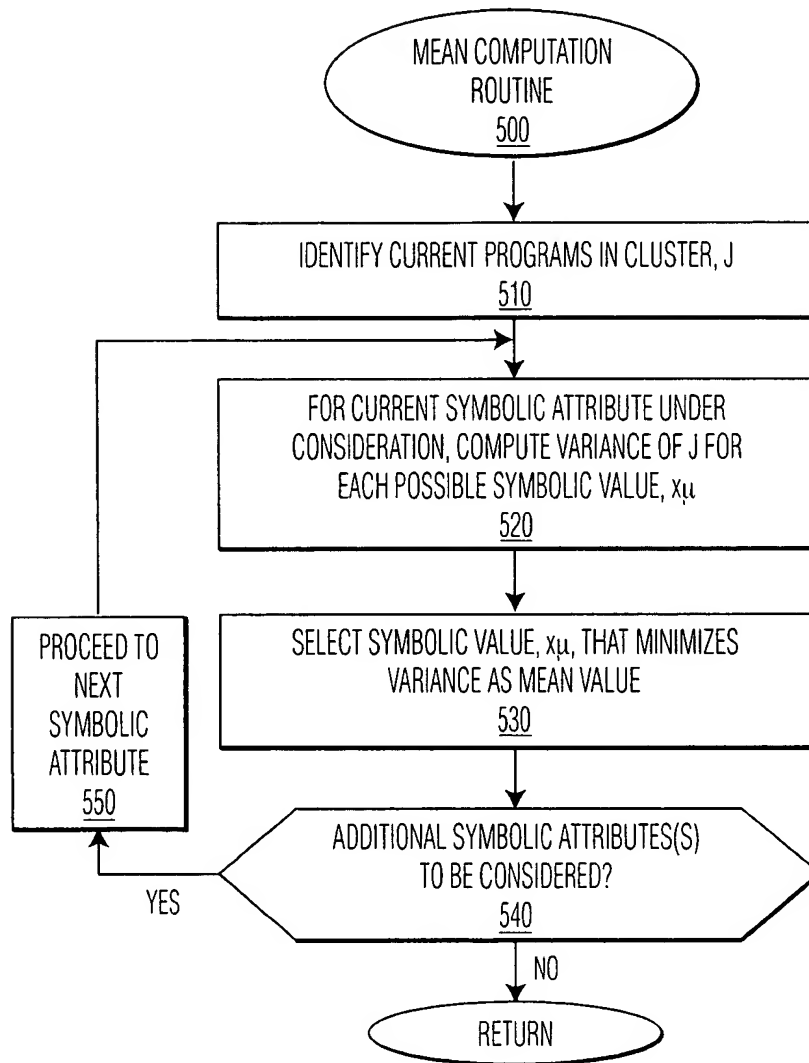 MEAN COMPUTATION
ROUTINE
500
IDENTIFY CURRENT PROGRAMS IN CLUSTER, J
510
FOR CURRENT SYMBOLIC ATTRIBUTE UNDER
CONSIDERATION, COMPUTE VARIANCE OF J FOR
EACH POSSIBLE SYMBOLIC VALUE, xμ
520
SELECT SYMBOLIC VALUE, xμ, THAT MINIMIZES
VARIANCE AS MEAN VALUE
530
PROCEED TO
NEXT
SYMBOLIC
ATTRIBUTE
550
ADDITIONAL SYMBOLIC ATTRIBUTES(S)
TO BE CONSIDERED?
540
YES
NO
RETURN